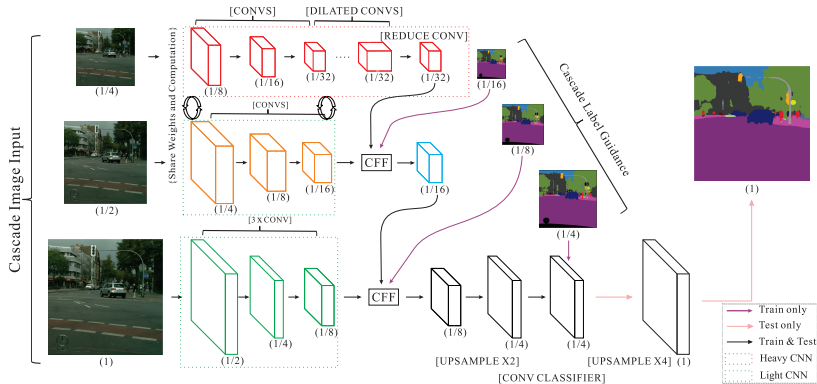 [CONVS]
[DILATED CONVS]
[REDUCE CONV]
(1/4)
(1/8)
(1/16)
(1/32)
(1/32)
(1/32)
(1/16)
Cascade Image Input
{Share Weights and Computation}
Cascade Label Guidance
[CONVS]
(1/2)
(1/4)
(1/8)
(1/16)
CFF
(1/16)
(1/8)
(1)
[3 X CONV]
(1)
(1/2)
(1/4)
(1/8)
CFF
(1/8)
(1/4)
(1/4)
(1/4)
(1)
[UPSAMPLE X2]
[CONV CLASSIFIER]
[UPSAMPLE X4]
Train only
Test only
Train & Test
Heavy CNN
Light CNN